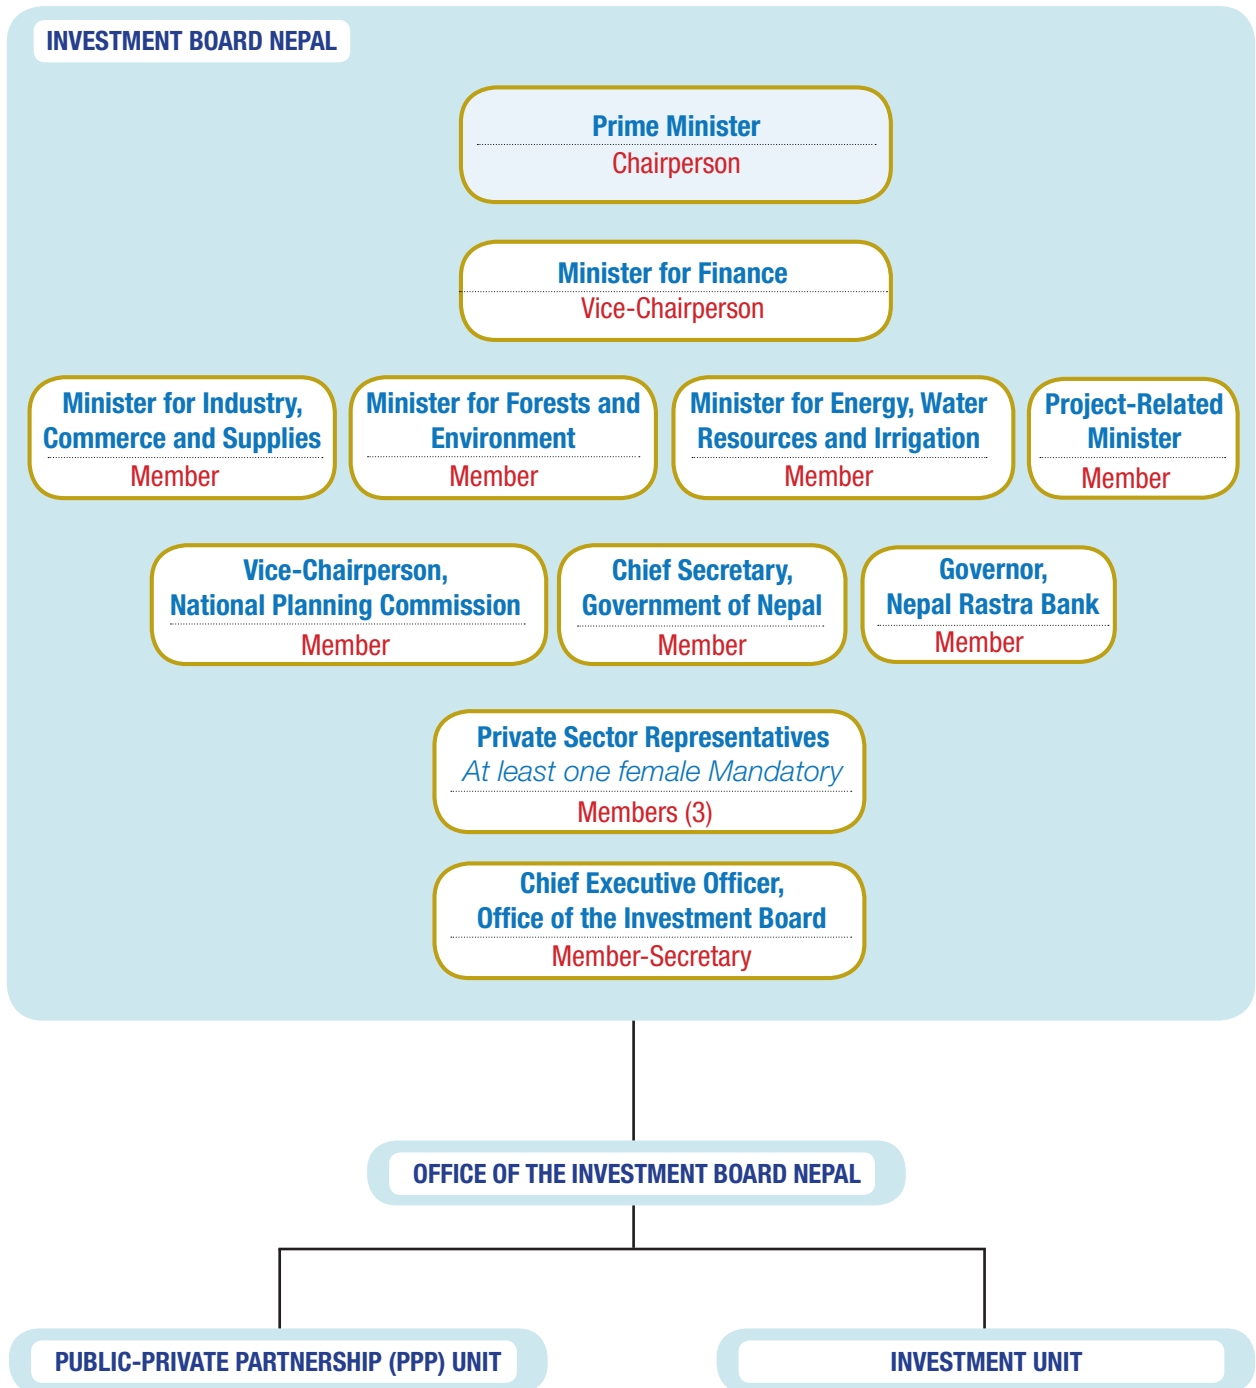 INVESTMENT BOARD NEPAL
Prime Minister
Chairperson
Minister for Finance
Vice-Chairperson
Minister for Industry,
Commerce and Supplies
Member
Minister for Forests and
Environment
Member
Minister for Energy, Water
Resources and Irrigation
Member
Project-Related
Minister
Member
Vice-Chairperson,
National Planning Commission
Member
Chief Secretary,
Government of Nepal
Member
Governor,
Nepal Rastra Bank
Member
Private Sector Representatives
At least one female Mandatory
Members (3)
Chief Executive Officer,
Office of the Investment Board
Member-Secretary
OFFICE OF THE INVESTMENT BOARD NEPAL
PUBLIC-PRIVATE PARTNERSHIP (PPP) UNIT
INVESTMENT UNIT